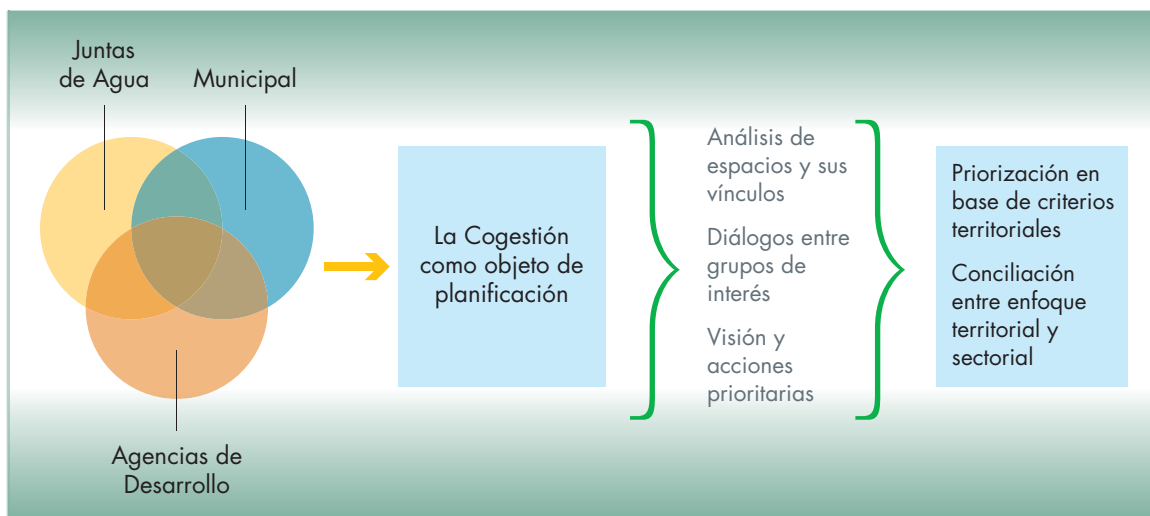 Juntas
de Agua
Municipal
Agencias de
Desarrollo
La Cogestión
como objeto de
planificación
Análisis de
espacios y sus
vínculos
Diálogos entre
grupos de
interés
Visión y
acciones
prioritarias
Priorización en
base de criterios
territoriales
Conciliación
entre enfoque
territorial y
sectorial